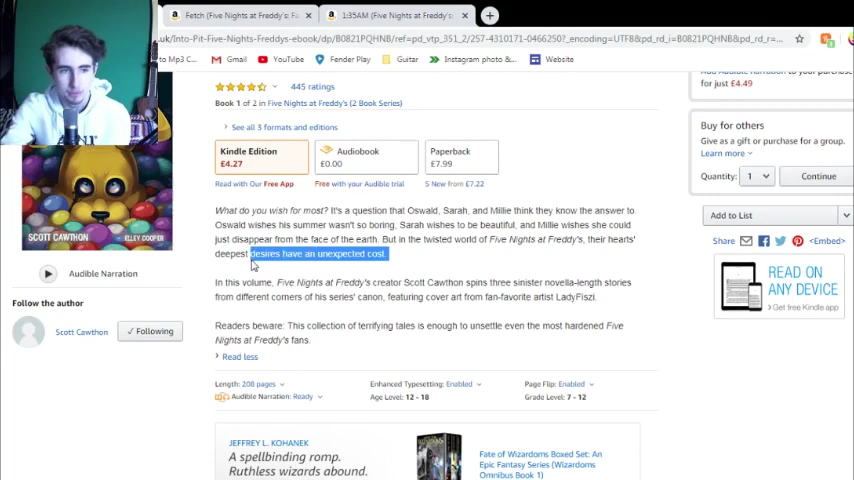 Fetch (Five Nights at Freddy's: Fa
1:35AM (Five Nights at Freddy's
.uk/Into-Pit-Five-Nights-Freddys-ebook/dp/B0821PQHNB/ref=pd_vtp_351_2/257-4310171-0466250?_encoding=UTF8&pd_rd_i=B0821PQHNB&pd_rd_r=...
to Mp3 C...
Gmail
YouTube
Fender Play
Guitar
Instagram photo &...
Website
445 ratings
Book 1 of 2 in Five Nights at Freddy's (2 Book Series)
See all 3 formats and editions
Kindle Edition
£4.27
Audiobook
£0.00
Paperback
£7.99
Read with Our Free App
Free with your Audible trial
5 New from £7.22
What do you wish for most? It's a question that Oswald, Sarah, and Millie think they know the answer to.
Oswald wishes his summer wasn't so boring, Sarah wishes to be beautiful, and Millie wishes she could
just disappear from the face of the earth. But in the twisted world of Five Nights at Freddy's, their hearts'
deepest desires have an unexpected cost.
In this volume, Five Nights at Freddy's creator Scott Cawthon spins three sinister novella-length stories
from different corners of his series' canon, featuring cover art from fan-favorite artist LadyFiszi.
Readers beware: This collection of terrifying tales is enough to unsettle even the most hardened Five
Nights at Freddy's fans.
Read less
Length: 208 pages
Enhanced Typesetting: Enabled
Page Flip: Enabled
Audible Narration: Ready
Age Level: 12 - 18
Grade Level: 7 - 12
JEFFREY L. KOHANEK
A spellbinding romp.
Ruthless wizards abound.
Fate of Wizardoms Boxed Set: An
Epic Fantasy Series (Wizardoms
Omnibus Book 1)
SCOTT CAWTHON
ELLEY COOPER
Audible Narration
Follow the author
Scott Cawthon
✓ Following
Add Audible narration to your purchase
for just £4.49
Buy for others
Give as a gift or purchase for a group.
Learn more
Quantity: 1
Continue
Add to List
Share
<Embed>
READ ON
ANY DEVICE
Get free Kindle app